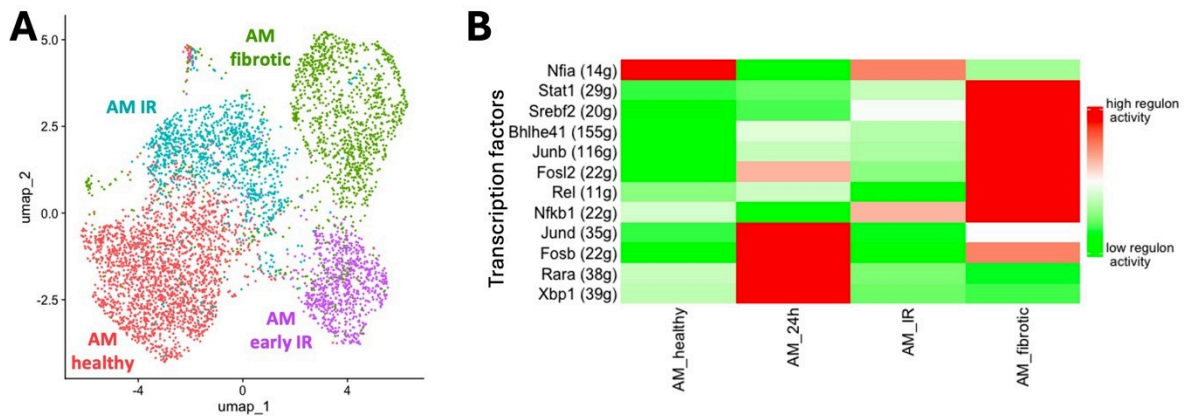 A
AM
fibrotic
AM IR
AM
healthy
AM
early IR
5.0
2.5
0.0
-2.5
umap_2
-4
0
4
umap_1
B
Transcription factors
Nfia (14g)
Stat1 (29g)
Srebf2 (20g)
Bhlhe41 (155g)
Junb (116g)
Fosl2 (22g)
Rel (11g)
Nfkb1 (22g)
Jund (35g)
Fosb (22g)
Rara (38g)
Xbp1 (39g)
AM_healthy
AM_24h
AM_IR
AM_fibrotic
high regulon
activity
low regulon
activity